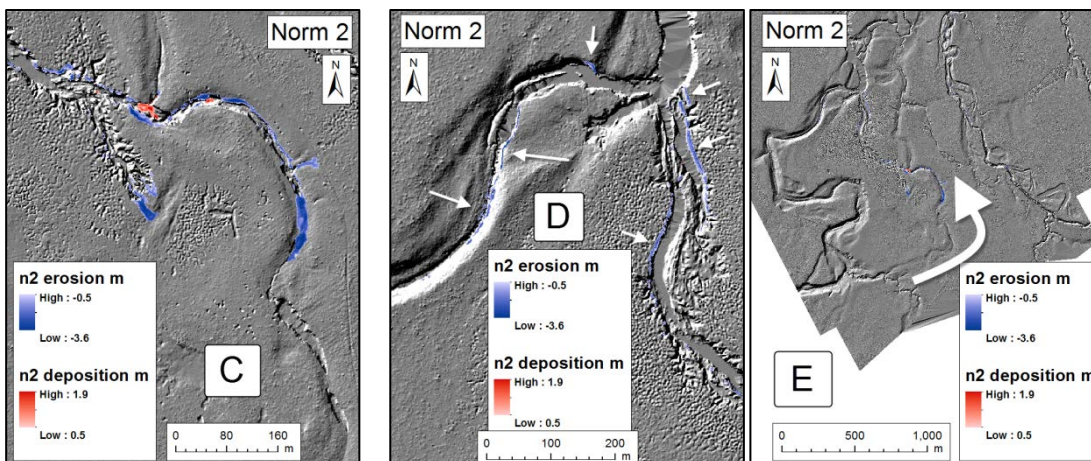 Norm 2
N
n2 erosion m
High : -0.5
Low : -3.6
n2 deposition m
High : 1.9
Low : 0.5
C
0 80 160
m
Norm 2
N
D
n2 erosion m
High : -0.5
Low : -3.6
n2 deposition m
High : 1.9
Low : 0.5
0 100 200
m
Norm 2
N
E
n2 erosion m
High : -0.5
Low : -3.6
n2 deposition m
High : 1.9
Low : 0.5
0 500 1,000
m